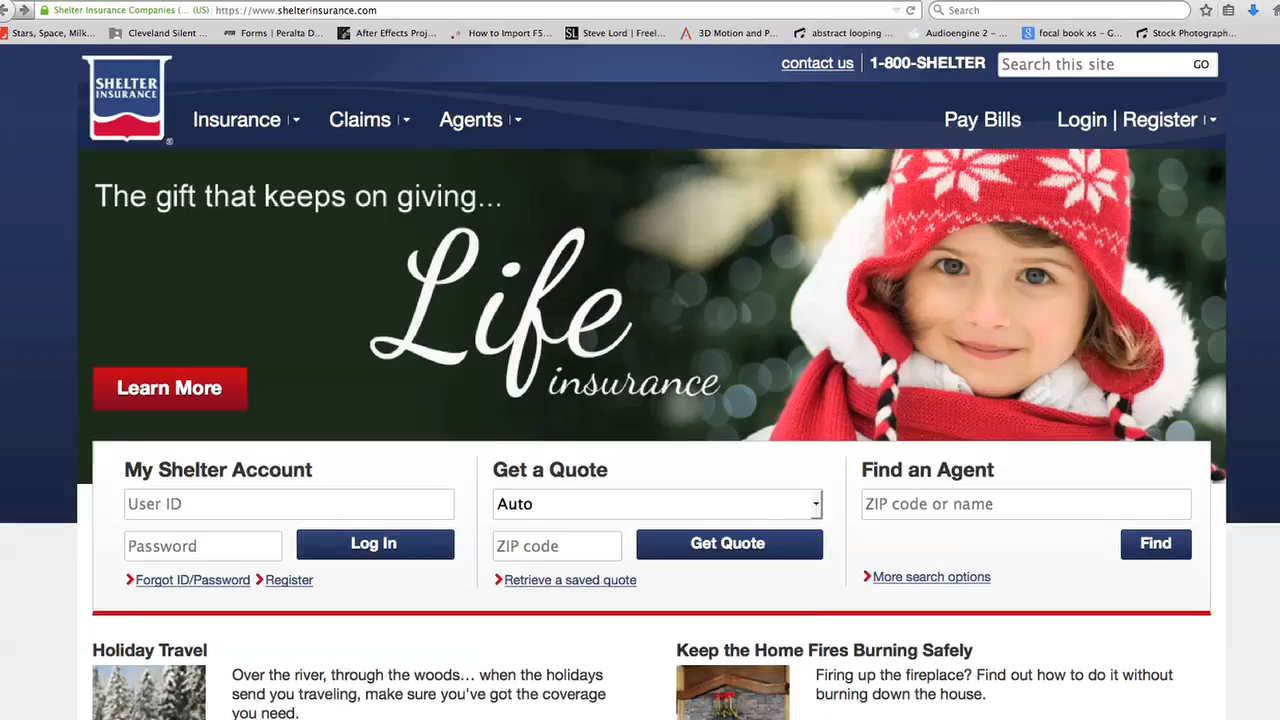 Shelter Insurance Companies (... (US)
https://www.shelterinsurance.com
Search
Stars, Space, Milk...
Cleveland Silent ...
Forms | Peralta D...
After Effects Proj...
How to Import F5...
SL Steve Lord | Freel...
3D Motion and P...
abstract looping ...
Audioengine 2 - ...
focal book xs - G...
Stock Photograph...
contact us
1-800-SHELTER
Search this site
GO
SHELTER
INSURANCE
®
Insurance
Claims
Agents
Pay Bills
Login | Register
The gift that keeps on giving...
Life
insurance
Learn More
My Shelter Account
User ID
Password
Log In
Forgot ID/Password
Register
Get a Quote
Auto
ZIP code
Get Quote
Retrieve a saved quote
Find an Agent
ZIP code or name
Find
More search options
Holiday Travel
Over the river, through the woods... when the holidays
send you traveling, make sure you've got the coverage
you need.
Keep the Home Fires Burning Safely
Firing up the fireplace? Find out how to do it without
burning down the house.